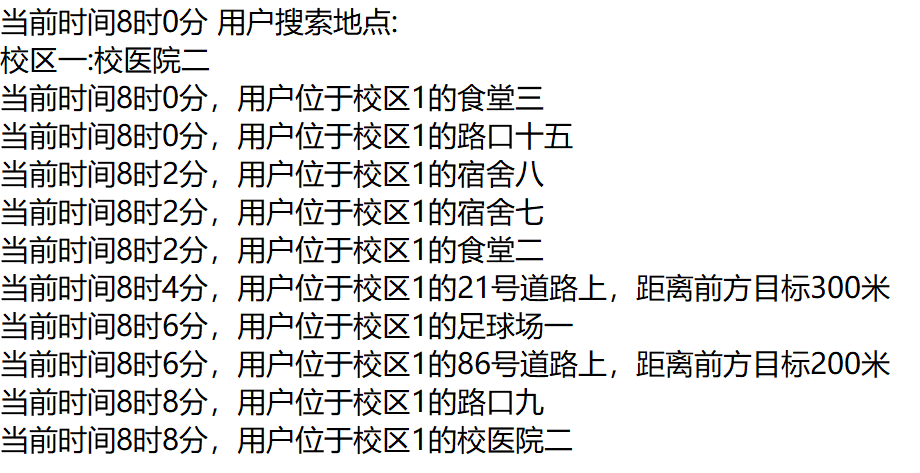 当前时间8时0分 用户搜索地点:
校区一:校医院二
当前时间8时0分，用户位于校区1的食堂三
当前时间8时0分，用户位于校区1的路口十五
当前时间8时2分，用户位于校区1的宿舍八
当前时间8时2分，用户位于校区1的宿舍七
当前时间8时2分，用户位于校区1的食堂二
当前时间8时4分，用户位于校区1的21号道路上，距离前方目标300米
当前时间8时6分，用户位于校区1的足球场一
当前时间8时6分，用户位于校区1的86号道路上，距离前方目标200米
当前时间8时8分，用户位于校区1的路口九
当前时间8时8分，用户位于校区1的校医院二